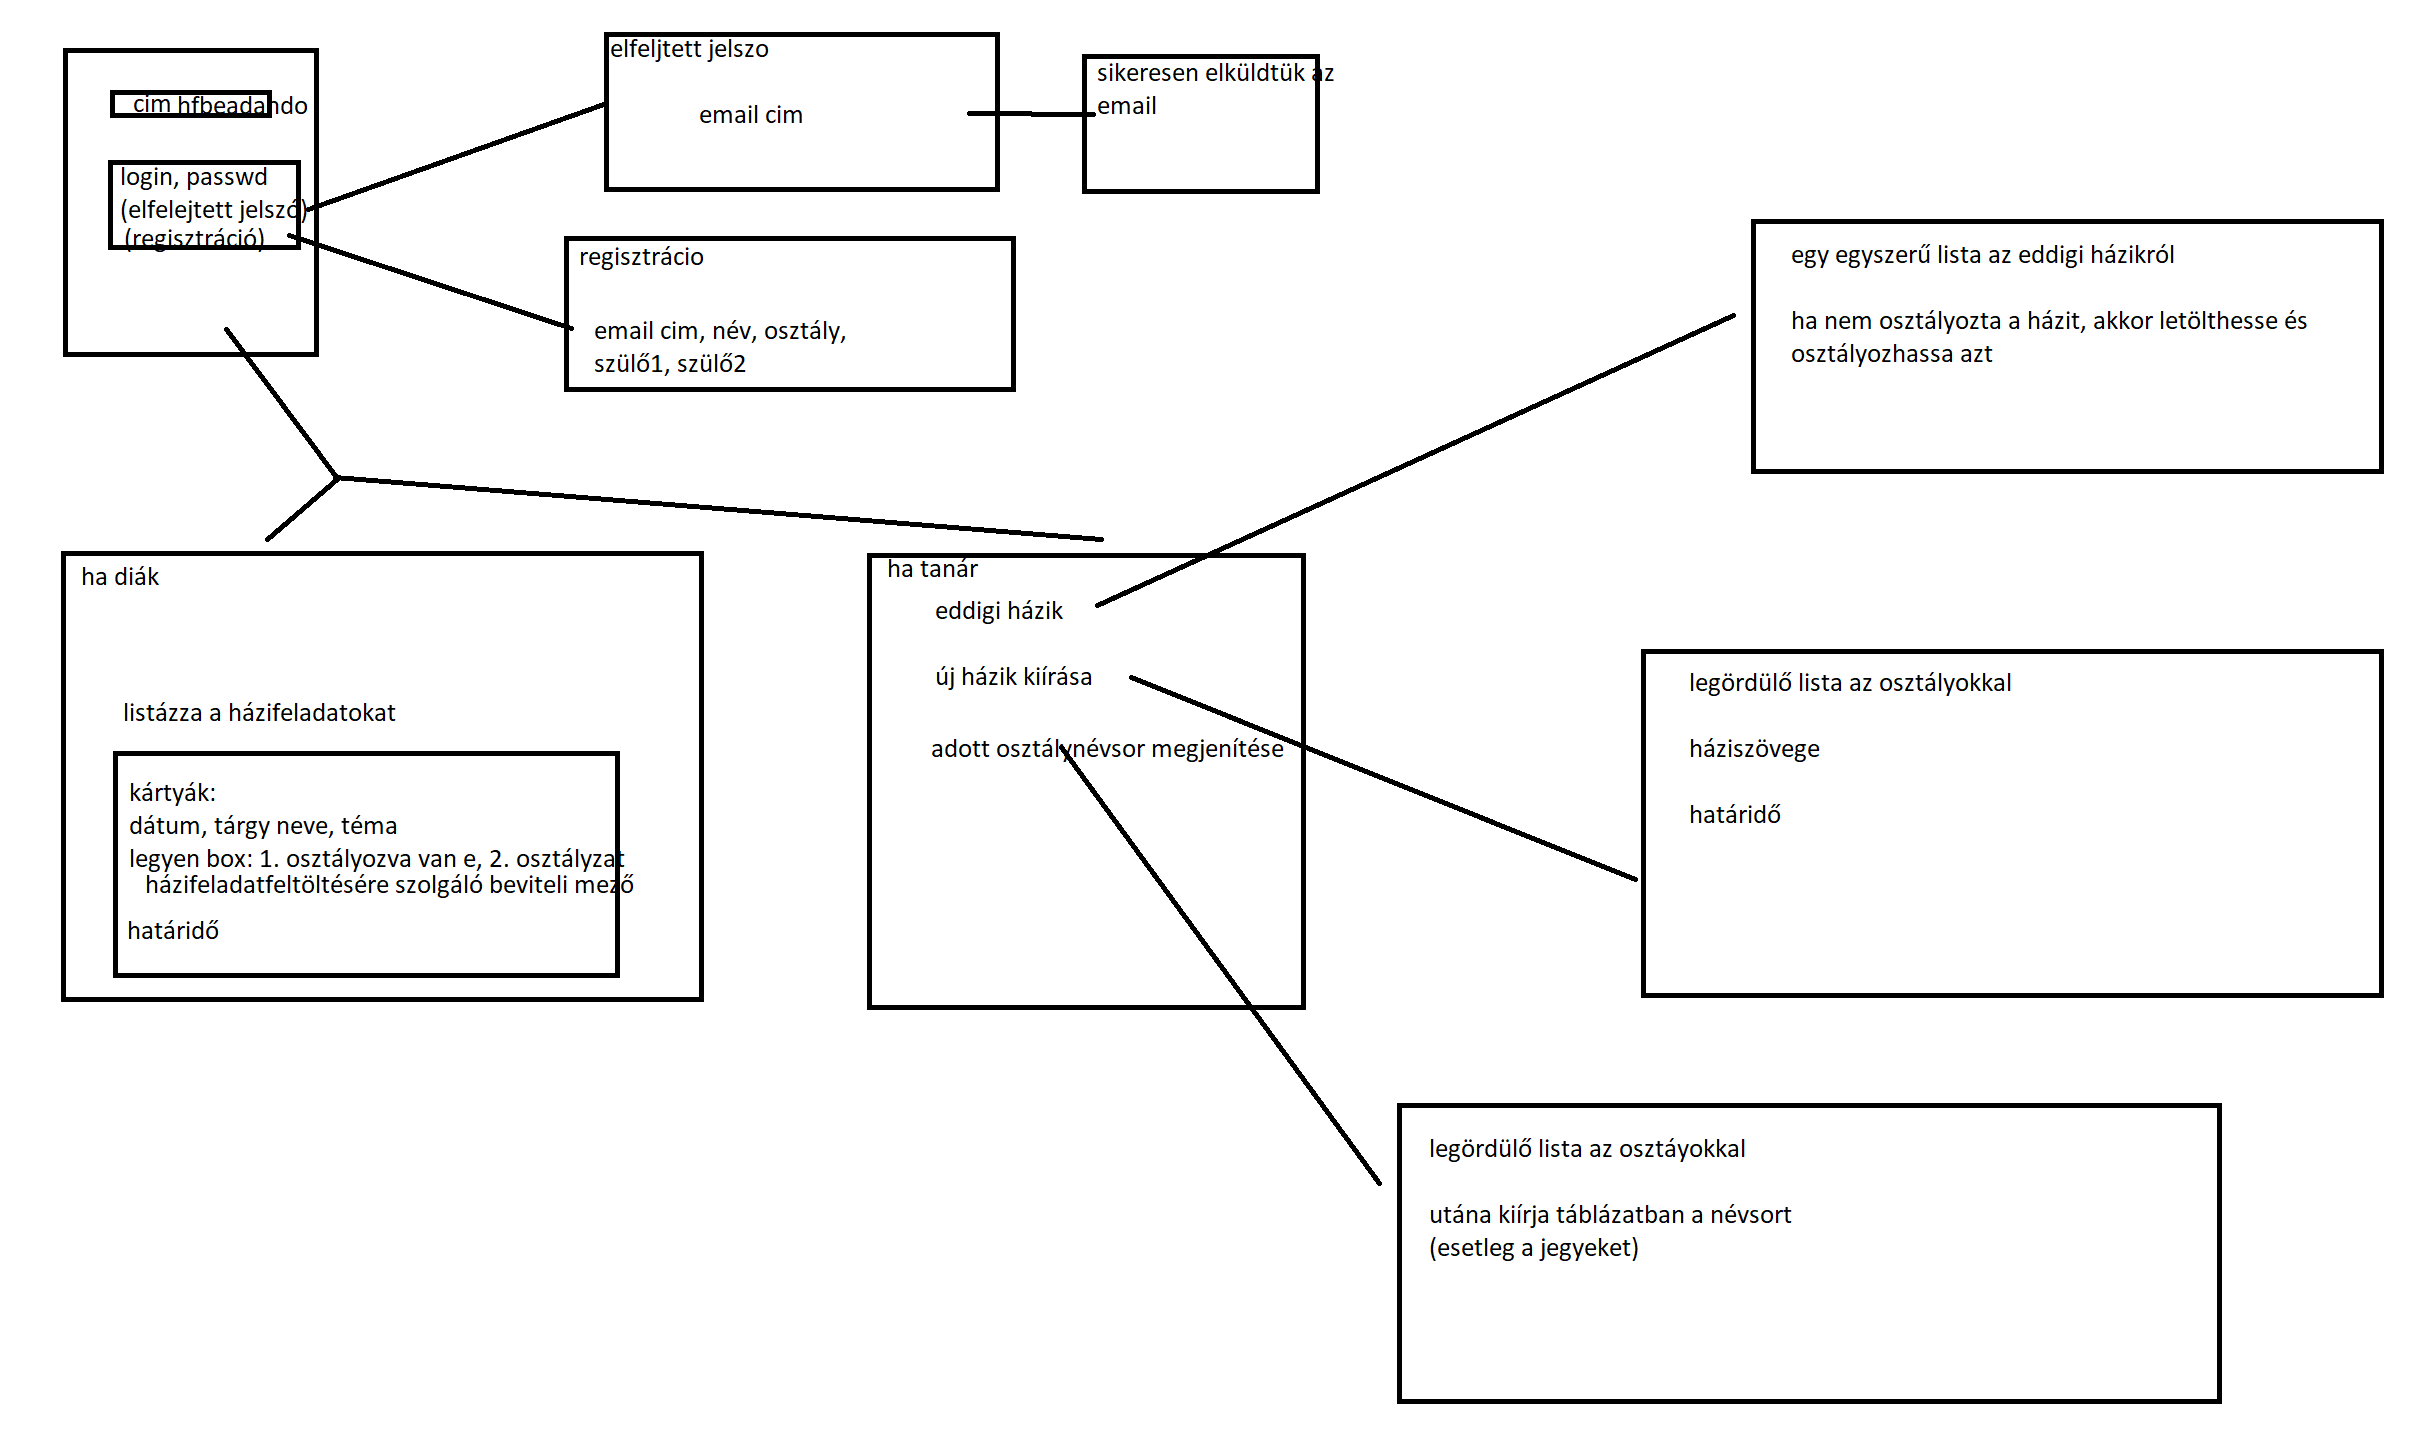 cim hfbeadando
login, passwd
(elfelejtett jelszó)
(regisztráció)
elfeljtett jelszo
email cim
sikeresen elküldtük az
email
regisztrácio
email cim, név, osztály,
szülő1, szülő2
egy egyszerű lista az eddigi házikról
ha nem osztályozta a házit, akkor letölthesse és
osztályozhassa azt
ha diák
listázza a házifeladatokat
kártyák:
dátum, tárgy neve, téma
legyen box: 1. osztályozva van e, 2. osztályzat
házifeladatfeltöltésére szolgáló beviteli mező
határidő
ha tanár
eddigi házik
új házik kiírása
adott osztálynévsor megjenítése
legördülő lista az osztályokkal
háziszövege
határidő
legördülő lista az osztáyokkal
utána kiírja táblázatban a névsort
(esetleg a jegyeket)